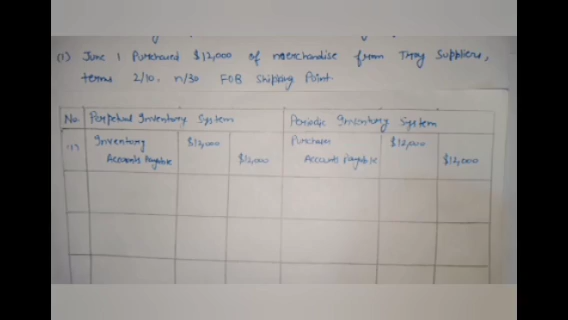 (1) June 1 Purchased $12,000 of merchandise from Troy Suppliers,
terms 2/10, n/30 FOB Shipping Point.
No. Perpetual Inventory System Periodic Inventory System
(1) Inventory $12,000 Purchases $12,000
Accounts Payable $12,000 Accounts Payable $12,000